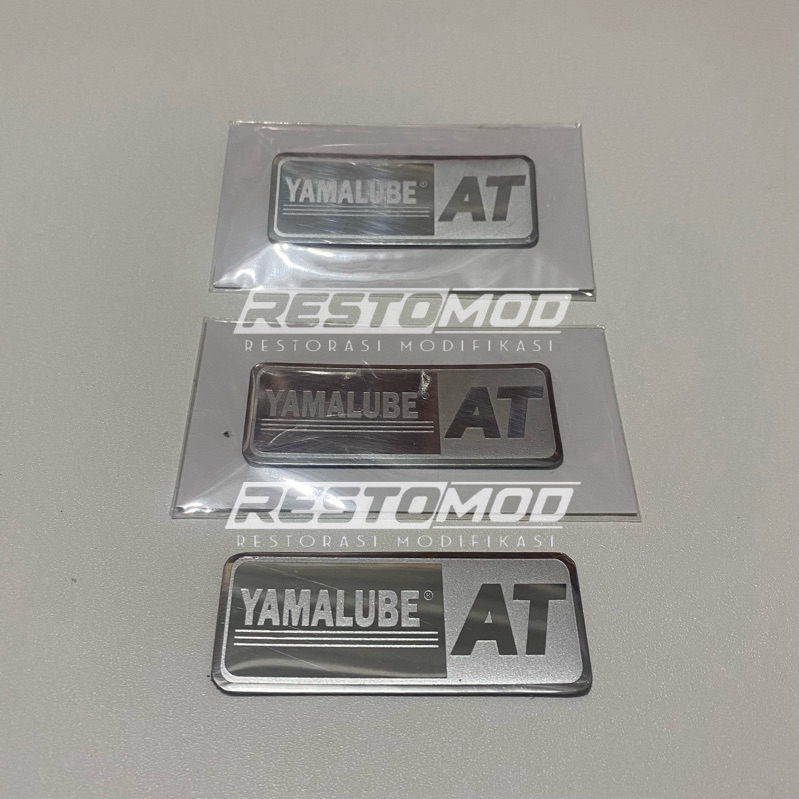 YAMALUBE® AT
RESTOMOD
RESTORASI MODIFIKASI
YAMALUBE® AT
RESTOMOD
RESTORASI MODIFIKASI
YAMALUBE® AT